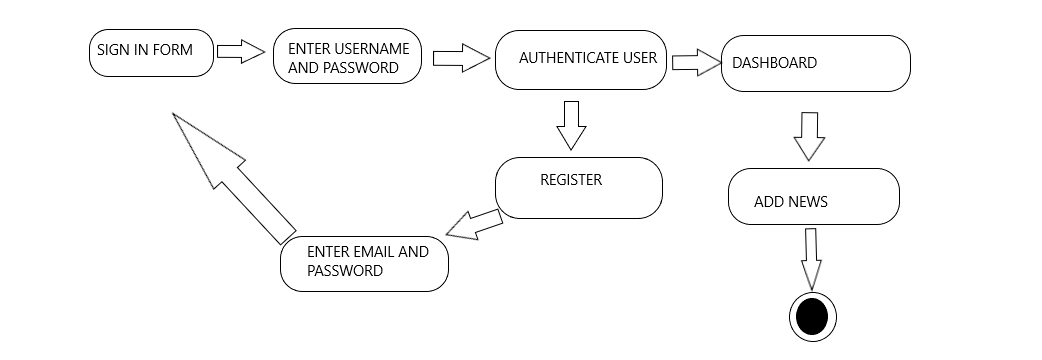 SIGN IN FORM
ENTER USERNAME
AND PASSWORD
AUTHENTICATE USER
DASHBOARD
REGISTER
ADD NEWS
ENTER EMAIL AND
PASSWORD